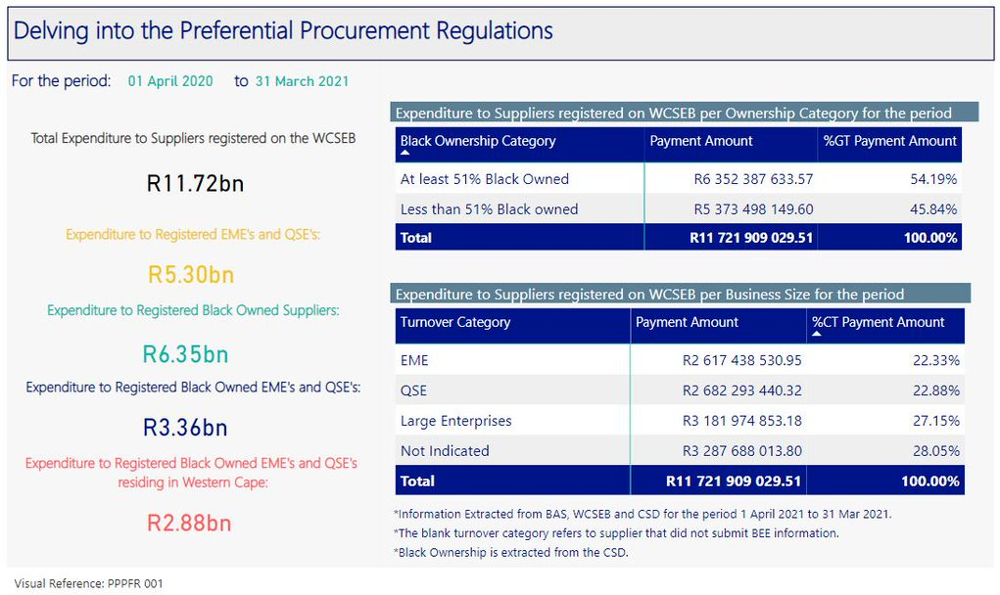 Delving into the Preferential Procurement Regulations
For the period: 01 April 2020 to 31 March 2021
Total Expenditure to Suppliers registered on the WCSEB
R11.72bn
Expenditure to Registered EME's and QSE's:
R5.30bn
Expenditure to Registered Black Owned Suppliers:
R6.35bn
Expenditure to Registered Black Owned EME's and QSE's:
R3.36bn
Expenditure to Registered Black Owned EME's and QSE's
residing in Western Cape:
R2.88bn
Expenditure to Suppliers registered on WCSEB per Ownership Category for the period
Black Ownership Category Payment Amount %GT Payment Amount
At least 51% Black Owned R6 352 387 633.57 54.19%
Less than 51% Black owned R5 373 498 149.60 45.84%
Total R11 721 909 029.51 100.00%
Expenditure to Suppliers registered on WCSEB per Business Size for the period
Turnover Category Payment Amount %CT Payment Amount
EME R2 617 438 530.95 22.33%
QSE R2 682 293 440.32 22.88%
Large Enterprises R3 181 974 853.18 27.15%
Not Indicated R3 287 688 013.80 28.05%
Total R11 721 909 029.51 100.00%
*Information Extracted from BAS, WCSEB and CSD for the period 1 April 2021 to 31 Mar 2021.
*The blank turnover category refers to supplier that did not submit BEE information.
*Black Ownership is extracted from the CSD.
Visual Reference: PPPFR 001